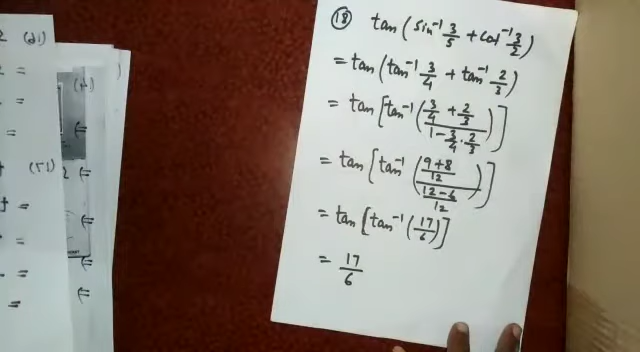 (18) tan(sin⁻¹ 3/5 + cot⁻¹ 3/2)
= tan(tan⁻¹ 3/4 + tan⁻¹ 2/3)
= tan[tan⁻¹((3/4 + 2/3)/(1 - 3/4 · 2/3))]
= tan[tan⁻¹(((9+8)/12)/((12-6)/12))]
= tan[tan⁻¹(17/6)]
= 17/6